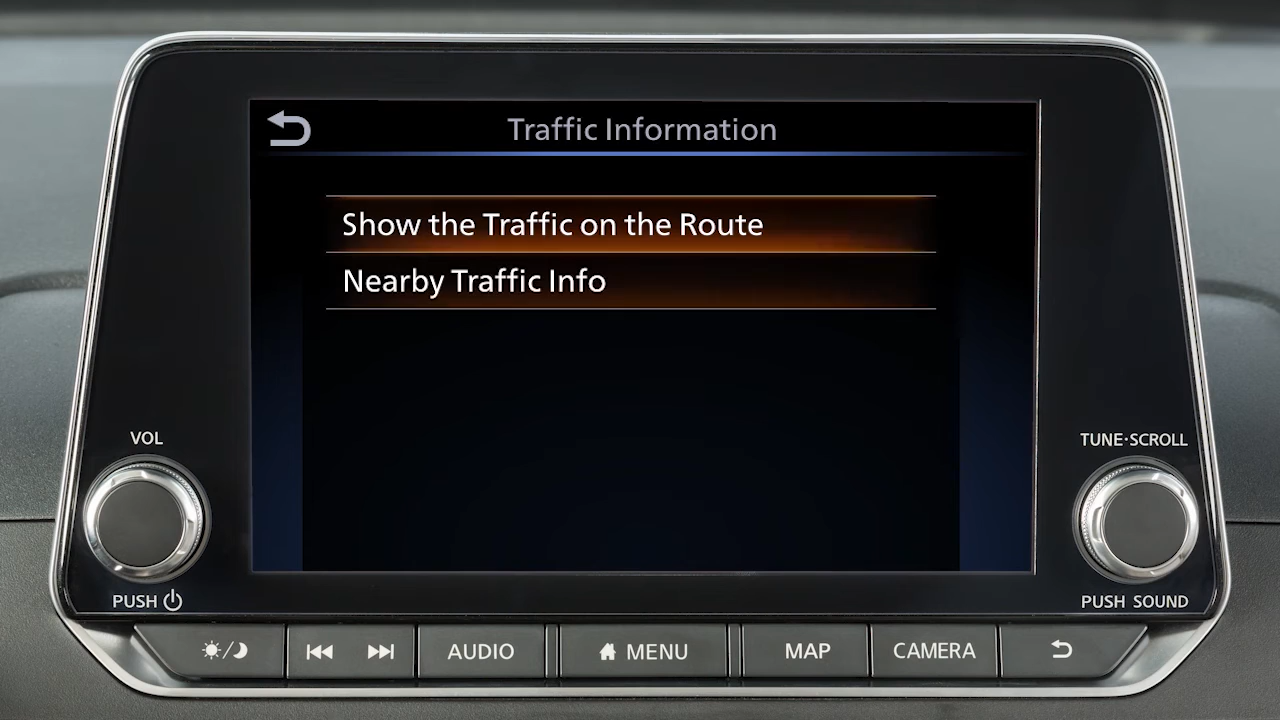 Traffic Information
Show the Traffic on the Route
Nearby Traffic Info
VOL
TUNE·SCROLL
PUSH
PUSH SOUND
AUDIO
MENU
MAP
CAMERA